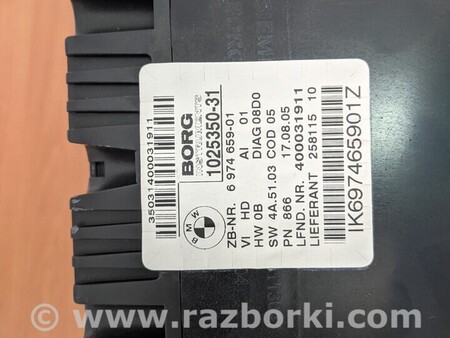 35031400031911
BORG
INSTRUMENTS
1025350-31
BMW
ZB-NR. 6 974 659-01
VI HD AI 01
HW 0B DIAG 08D0
SW 4A.51.03 COD 05
PN 866 17.08.05
LFND. NR. 400031911
LIEFERANT 258115 10
IK697465901Z
© www.razborki.com